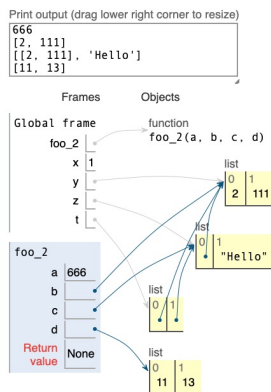 Print output (drag lower right corner to resize)
666
[2, 111]
[[2, 111], 'Hello']
[11, 13]
Frames Objects
Global frame
foo_2
x 1
y
z
t
function
foo_2(a, b, c, d)
list
0 1
2 111
list
0 1
"Hello"
foo_2
a 666
b
c
d
Return
value None
list
0 1
list
0 1
11 13